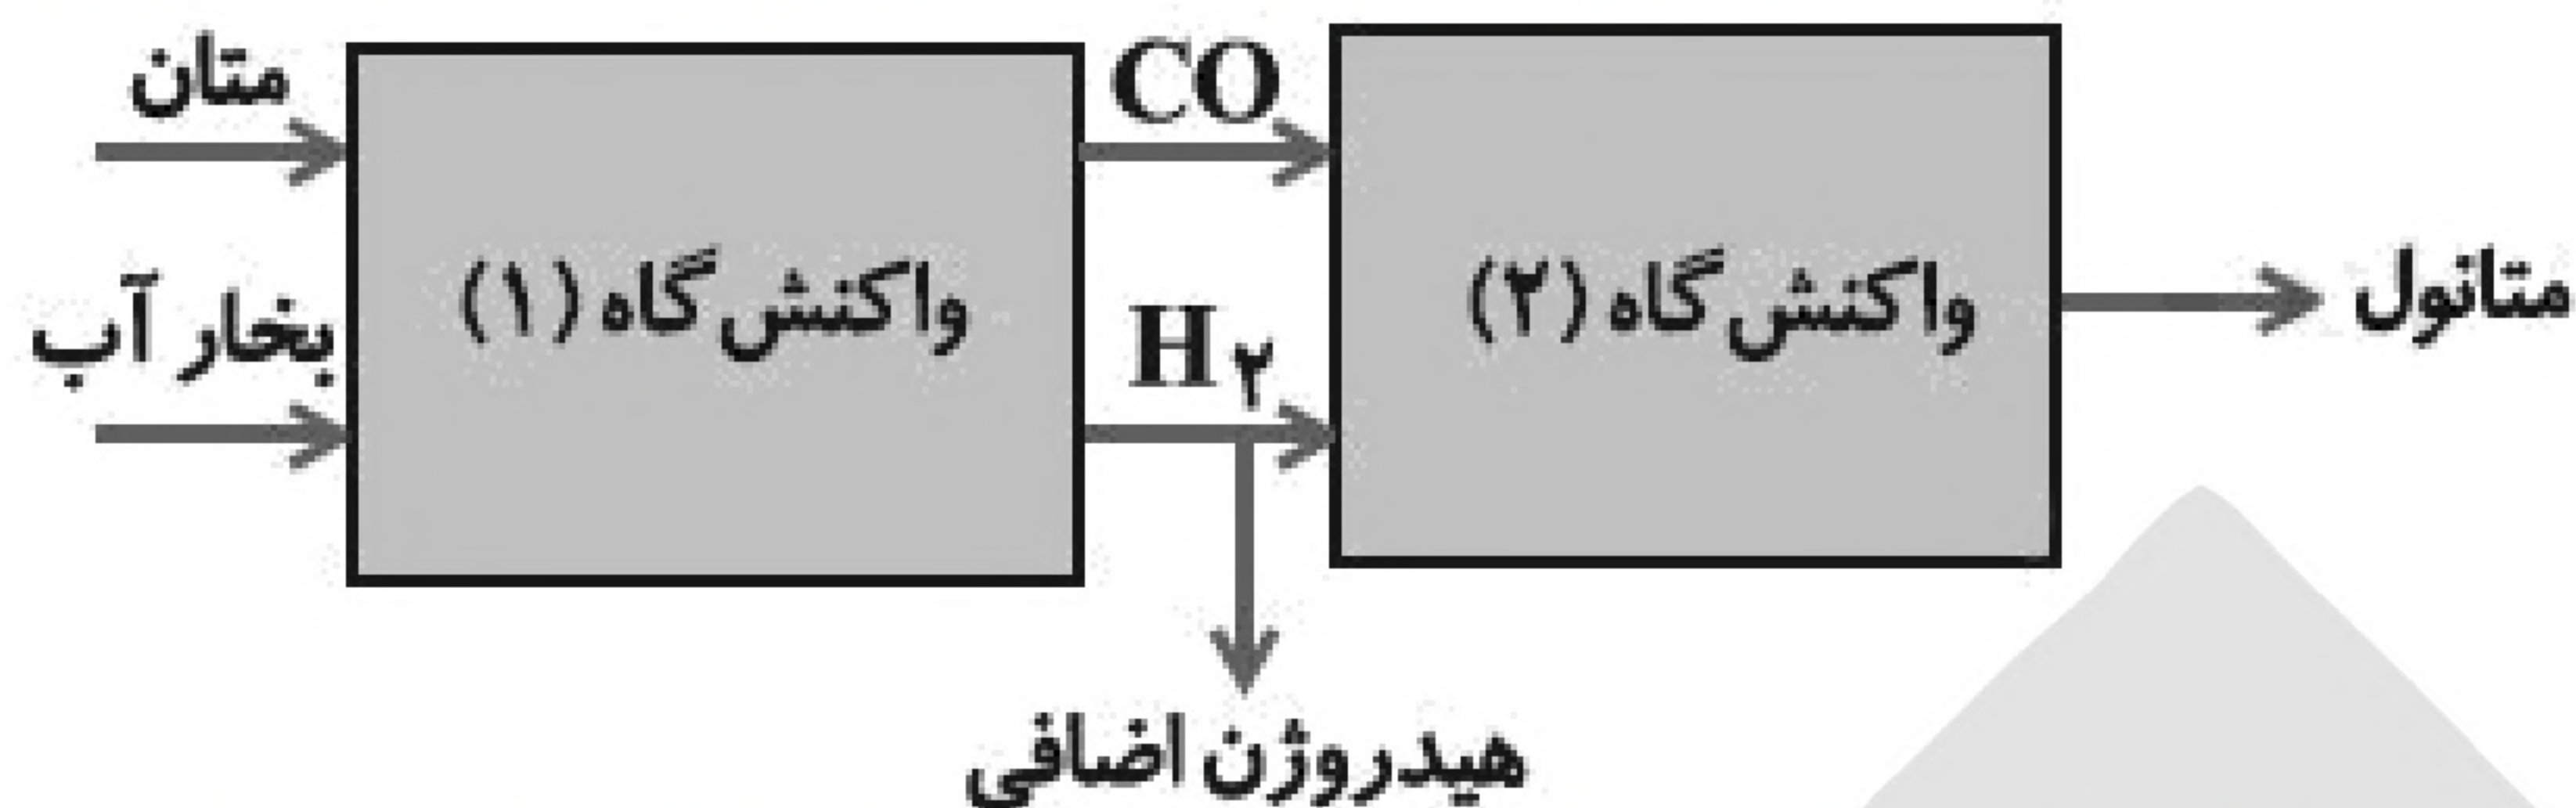 متان
بخار آب
واکنش‌گاه (۱)
CO
H۲
هیدروژن اضافی
واکنش‌گاه (۲)
متانول